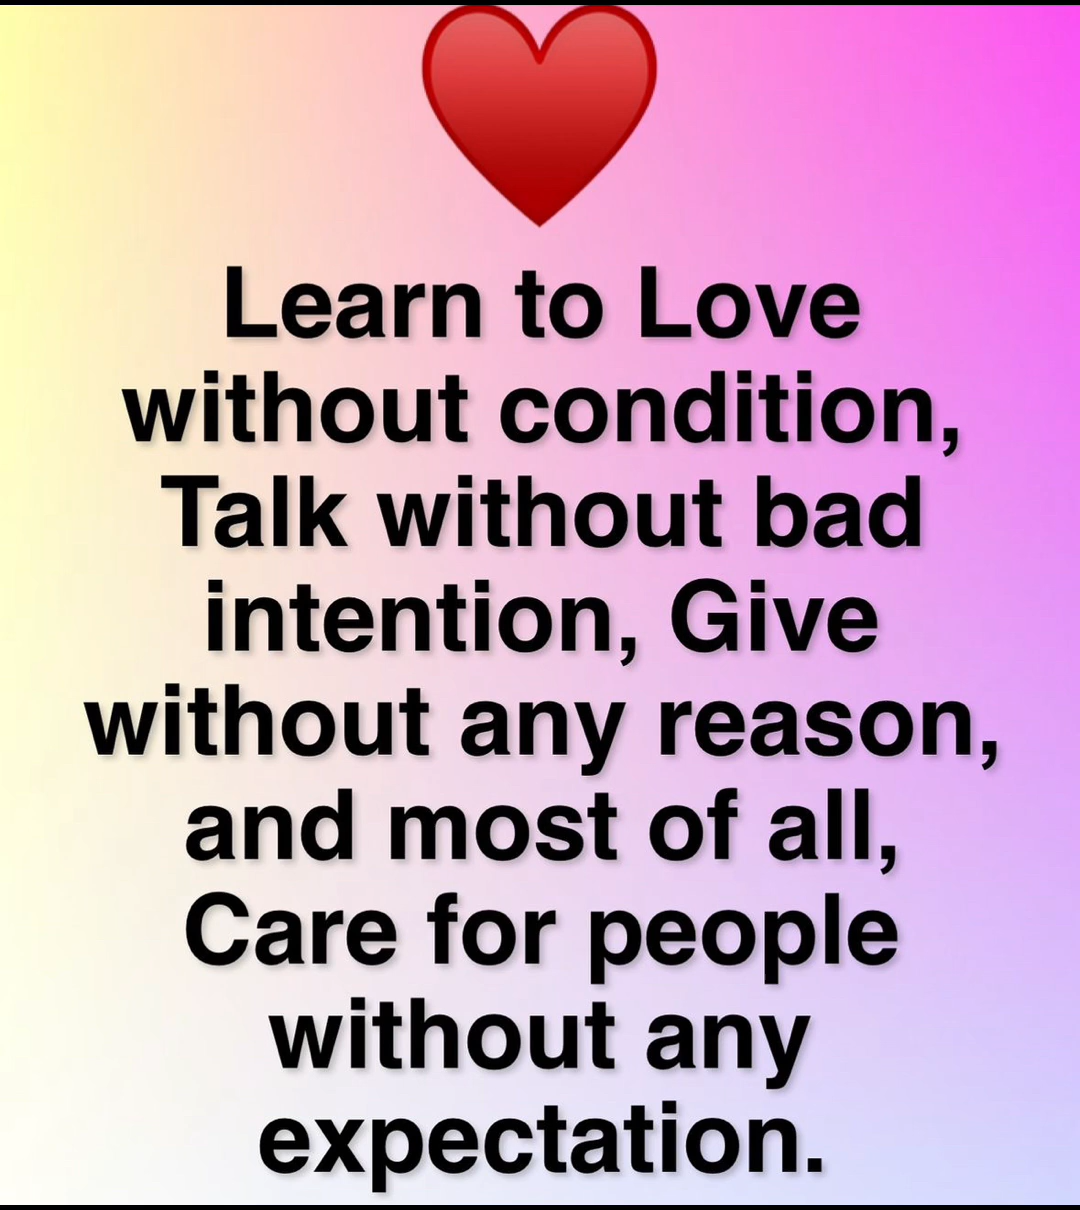 Learn to Love
without condition,
Talk without bad
intention, Give
without any reason,
and most of all,
Care for people
without any
expectation.